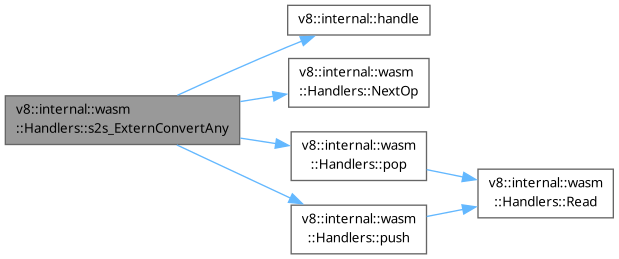 v8::internal::handle
v8::internal::wasm
::Handlers::NextOp
v8::internal::wasm
::Handlers::s2s_ExternConvertAny
v8::internal::wasm
::Handlers::pop
v8::internal::wasm
::Handlers::Read
v8::internal::wasm
::Handlers::push